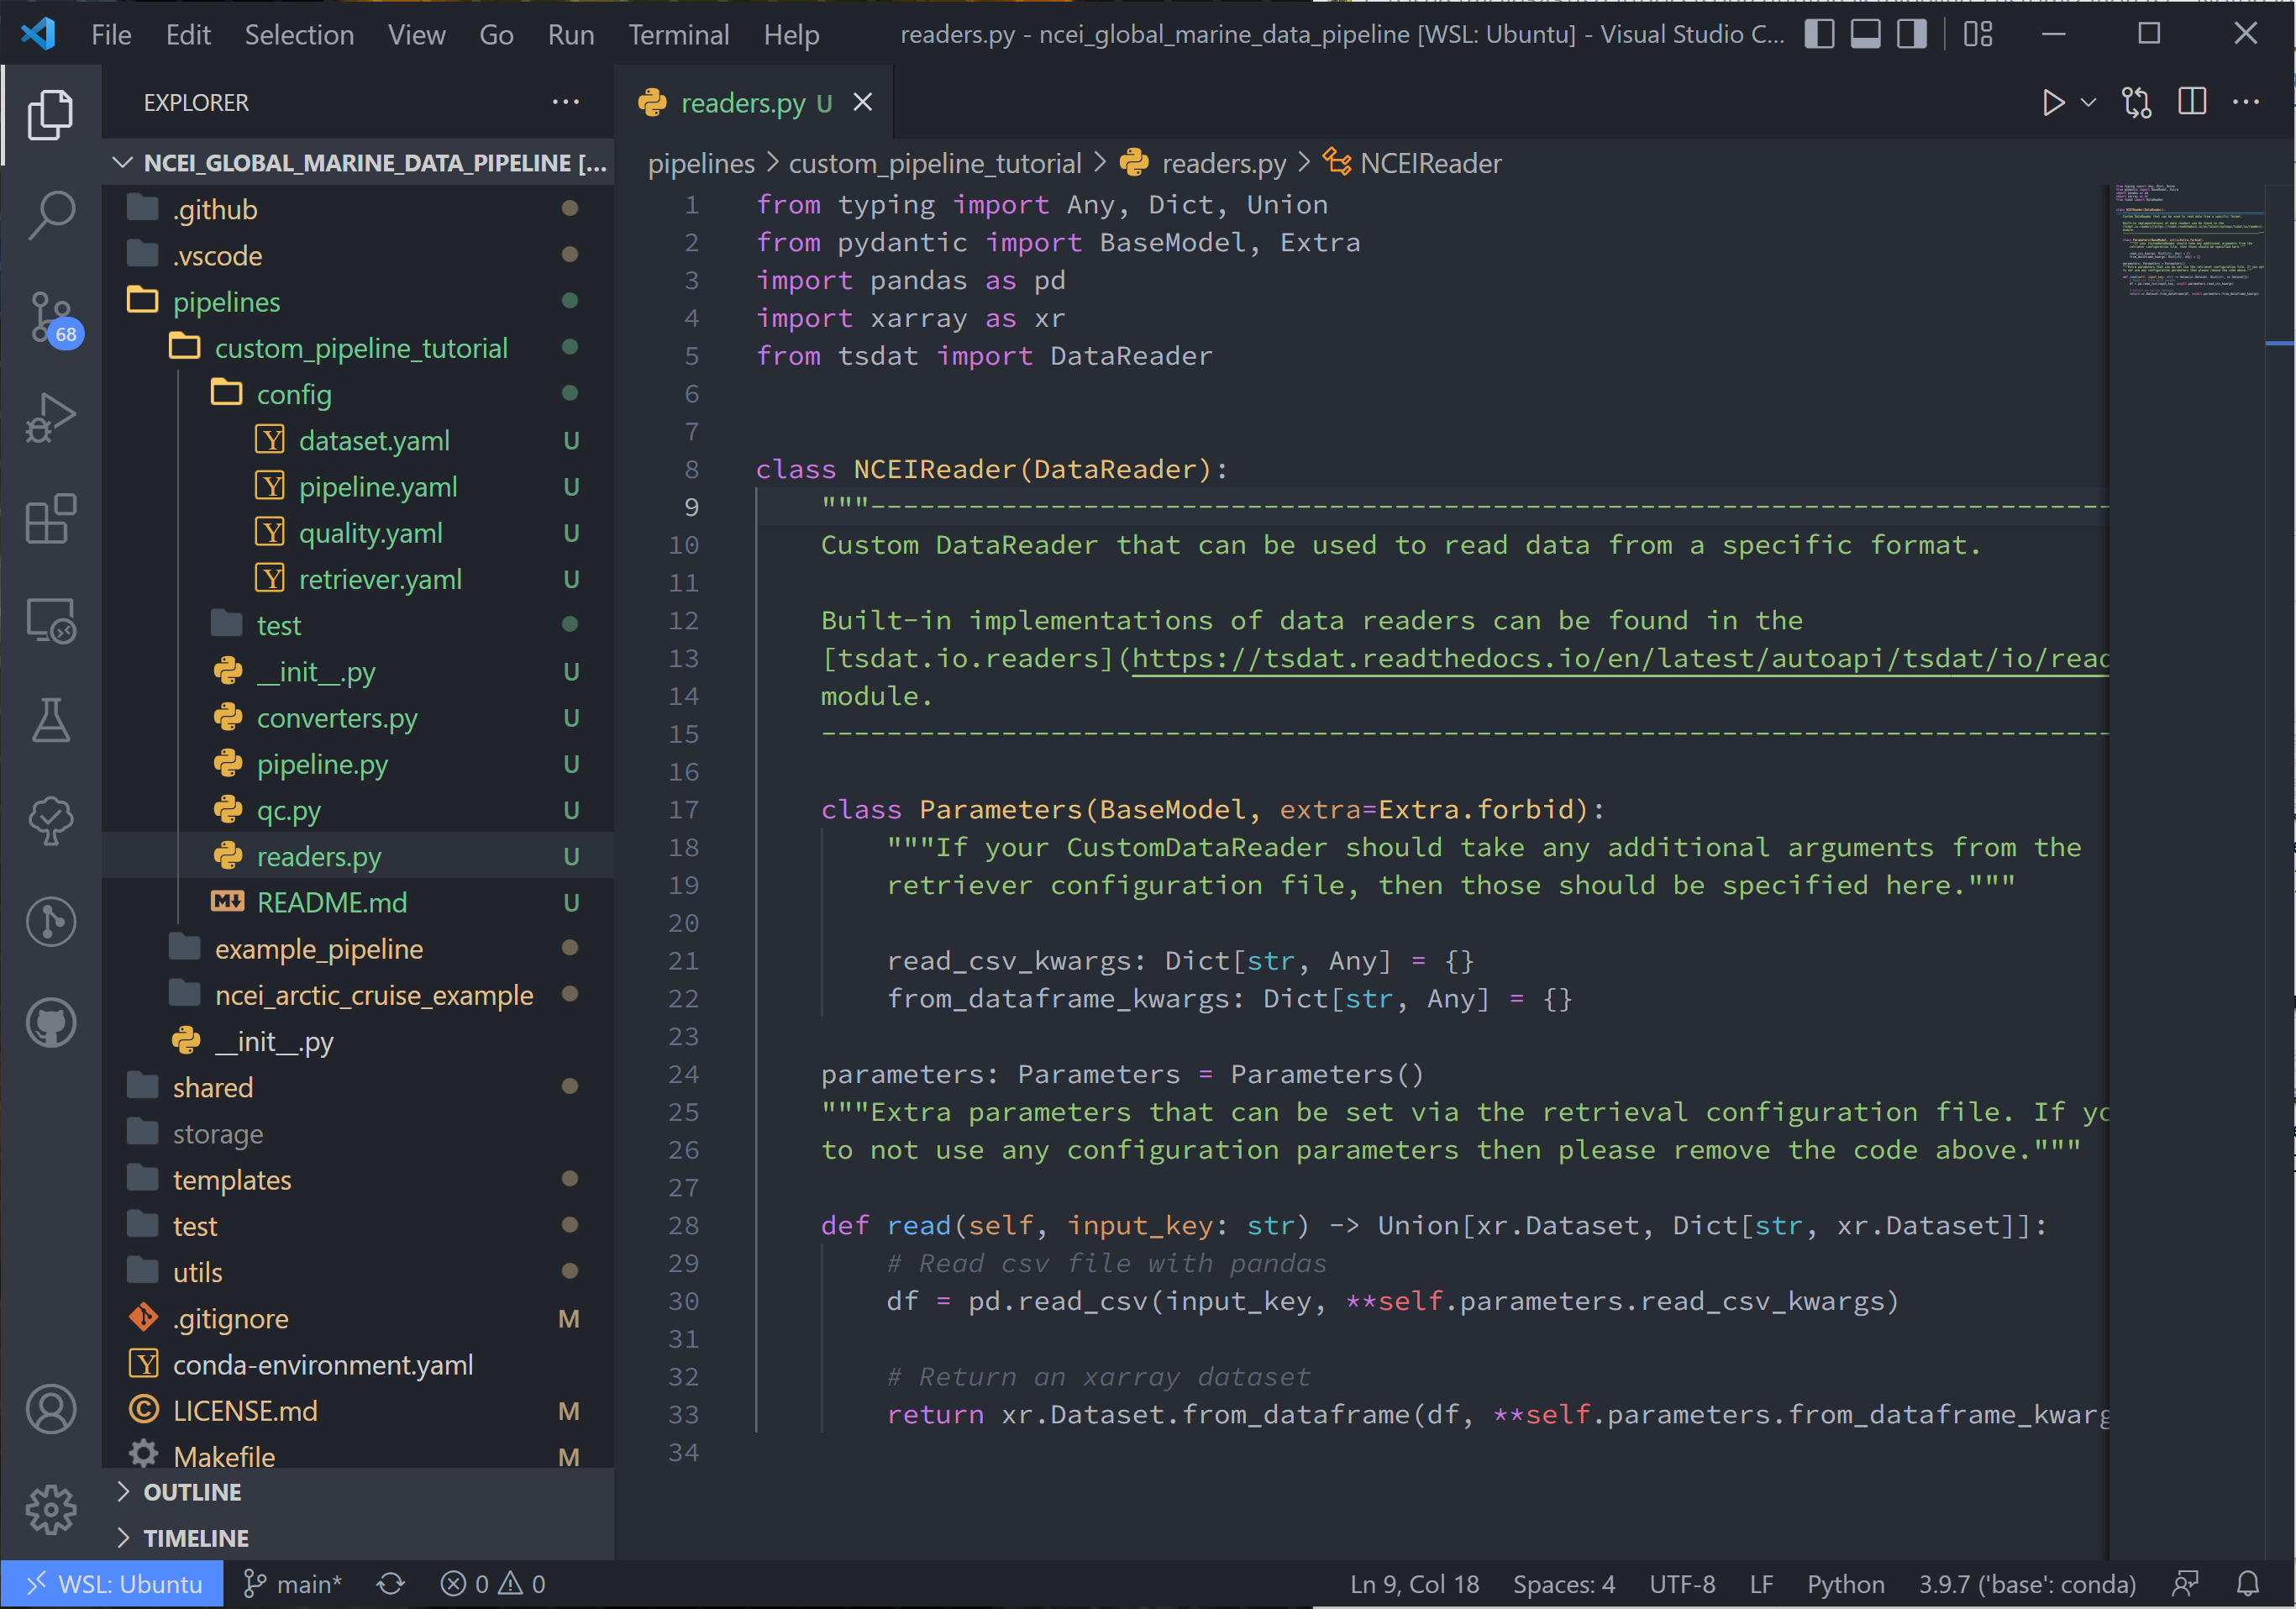 File Edit Selection View Go Run Terminal Help readers.py - ncei_global_marine_data_pipeline [WSL: Ubuntu] - Visual Studio C...
EXPLORER
NCEI_GLOBAL_MARINE_DATA_PIPELINE [...
.github
.vscode
pipelines
68
custom_pipeline_tutorial
config
dataset.yaml U
pipeline.yaml U
quality.yaml U
retriever.yaml U
test
__init__.py U
converters.py U
pipeline.py U
qc.py U
readers.py U
README.md U
example_pipeline
ncei_arctic_cruise_example
__init__.py
shared
storage
templates
test
utils
.gitignore M
conda-environment.yaml
LICENSE.md M
Makefile M
OUTLINE
TIMELINE
readers.py U
pipelines > custom_pipeline_tutorial > readers.py > NCEIReader
1 from typing import Any, Dict, Union
2 from pydantic import BaseModel, Extra
3 import pandas as pd
4 import xarray as xr
5 from tsdat import DataReader
6
7
8 class NCEIReader(DataReader):
9 """----------------------------------------------------------------------------
10 Custom DataReader that can be used to read data from a specific format.
11
12 Built-in implementations of data readers can be found in the
13 [tsdat.io.readers](https://tsdat.readthedocs.io/en/latest/autoapi/tsdat/io/read
14 module.
15 -------------------------------------------------------------------------------
16
17 class Parameters(BaseModel, extra=Extra.forbid):
18 """If your CustomDataReader should take any additional arguments from the
19 retriever configuration file, then those should be specified here."""
20
21 read_csv_kwargs: Dict[str, Any] = {}
22 from_dataframe_kwargs: Dict[str, Any] = {}
23
24 parameters: Parameters = Parameters()
25 """Extra parameters that can be set via the retrieval configuration file. If yo
26 to not use any configuration parameters then please remove the code above."""
27
28 def read(self, input_key: str) -> Union[xr.Dataset, Dict[str, xr.Dataset]]:
29 # Read csv file with pandas
30 df = pd.read_csv(input_key, **self.parameters.read_csv_kwargs)
31
32 # Return an xarray dataset
33 return xr.Dataset.from_dataframe(df, **self.parameters.from_dataframe_kwarg
34
WSL: Ubuntu main* 0 0 Ln 9, Col 18 Spaces: 4 UTF-8 LF Python 3.9.7 ('base': conda)